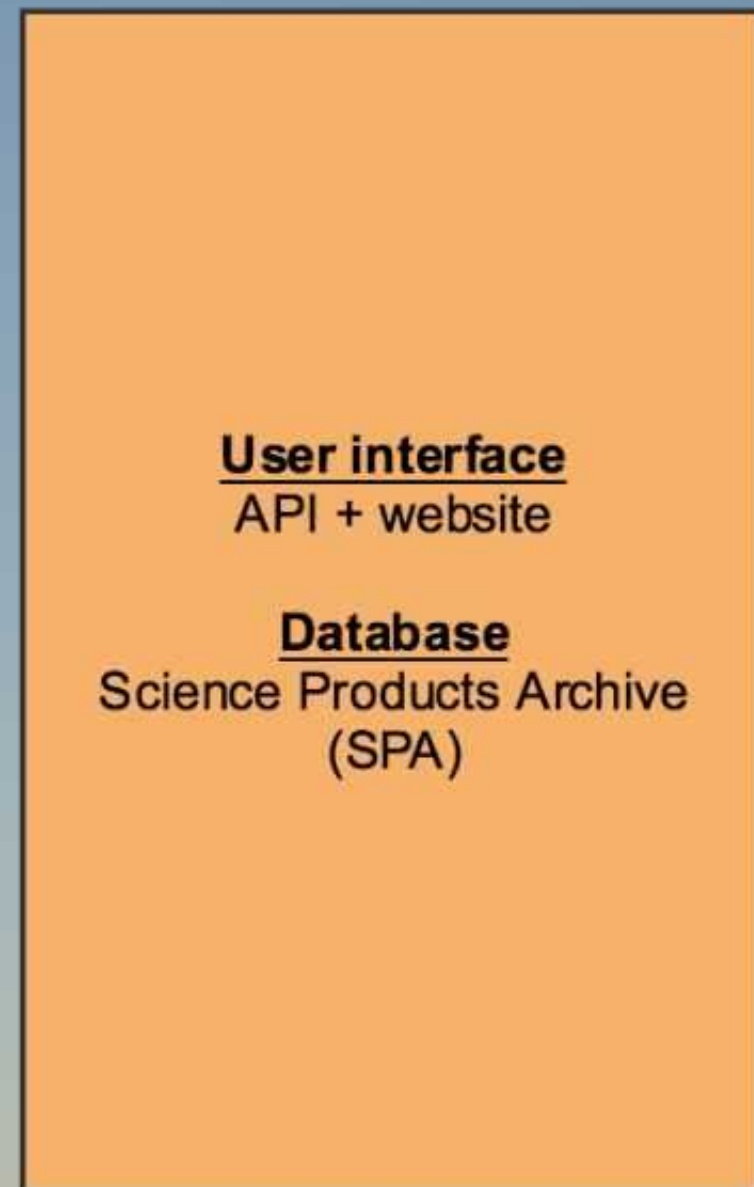 User interface
API + website
Database
Science Products Archive
(SPA)